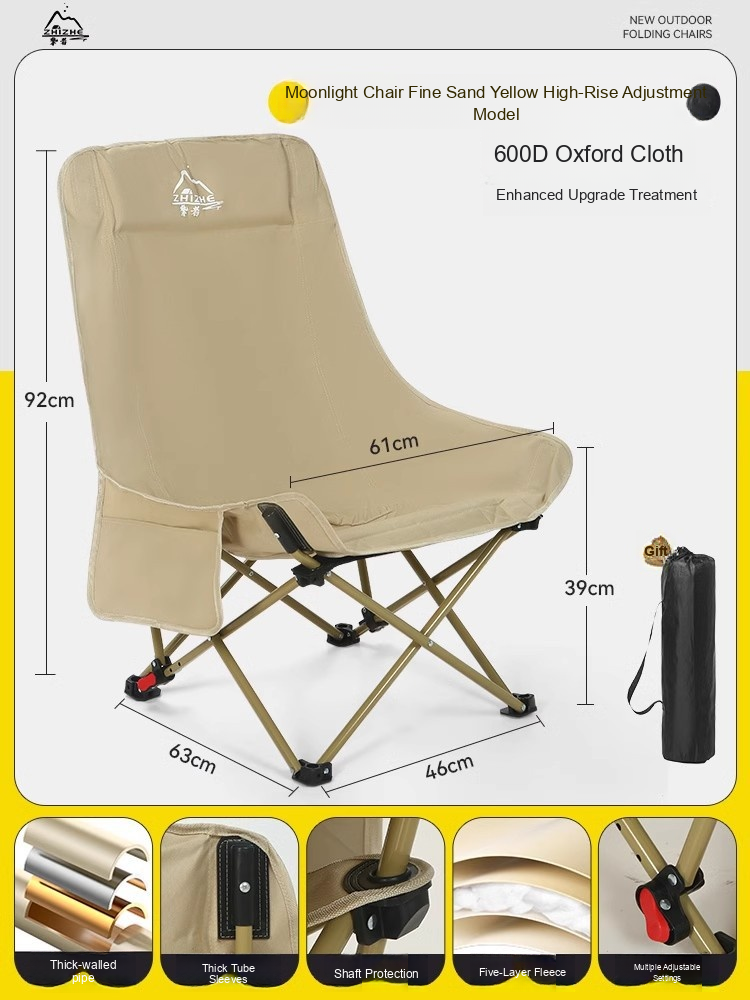 ZHIZHE
NEW OUTDOOR
FOLDING CHAIRS
Moonlight Chair Fine Sand Yellow High-Rise Adjustment
Model
600D Oxford Cloth
Enhanced Upgrade Treatment
ZHIZHE
92cm
61cm
39cm
Gift
63cm
46cm
Thick-walled
pipe
Thick Tube
Sleeves
Shaft Protection
Five-Layer Fleece
Multiple Adjustable
Settings